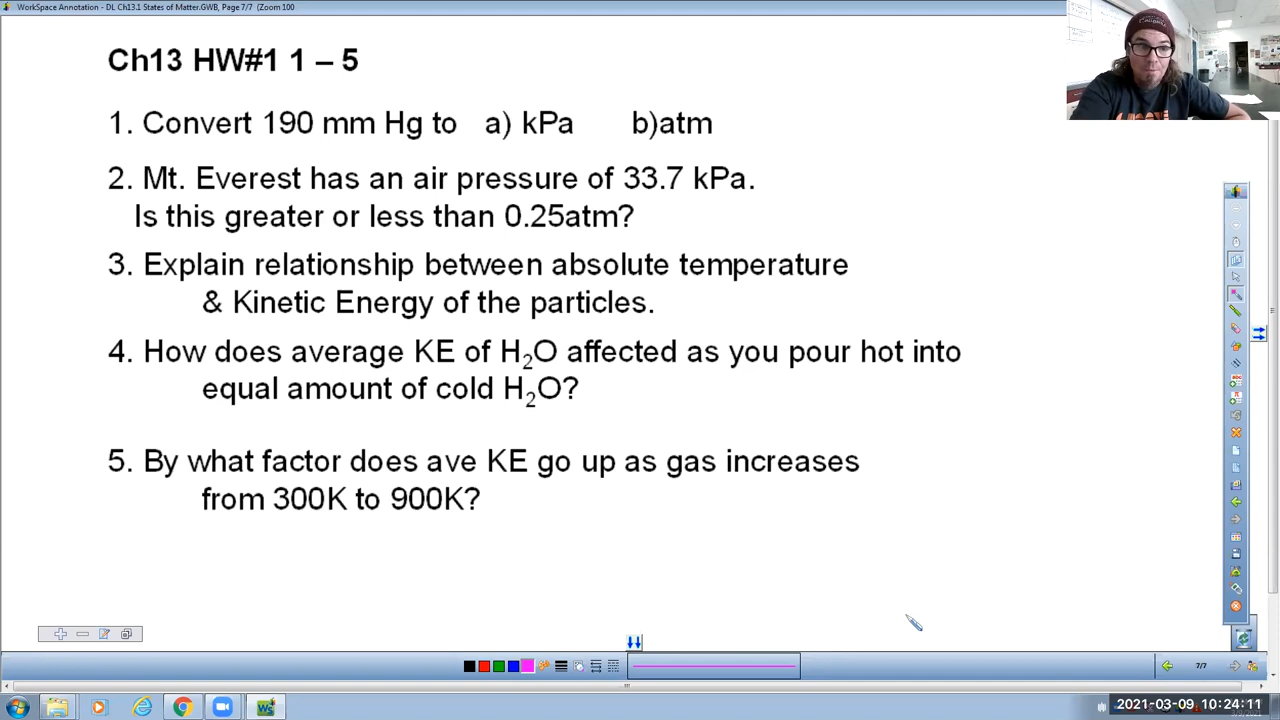 WorkSpace Annotation - DL Ch13.1 States of Matter.GWB, Page 7/7 (Zoom 100
Ch13 HW#1 1 – 5
1. Convert 190 mm Hg to a) kPa b)atm
2. Mt. Everest has an air pressure of 33.7 kPa.
Is this greater or less than 0.25atm?
3. Explain relationship between absolute temperature
& Kinetic Energy of the particles.
4. How does average KE of H₂O affected as you pour hot into
equal amount of cold H₂O?
5. By what factor does ave KE go up as gas increases
from 300K to 900K?
7/7
2021-03-09 10:24:11